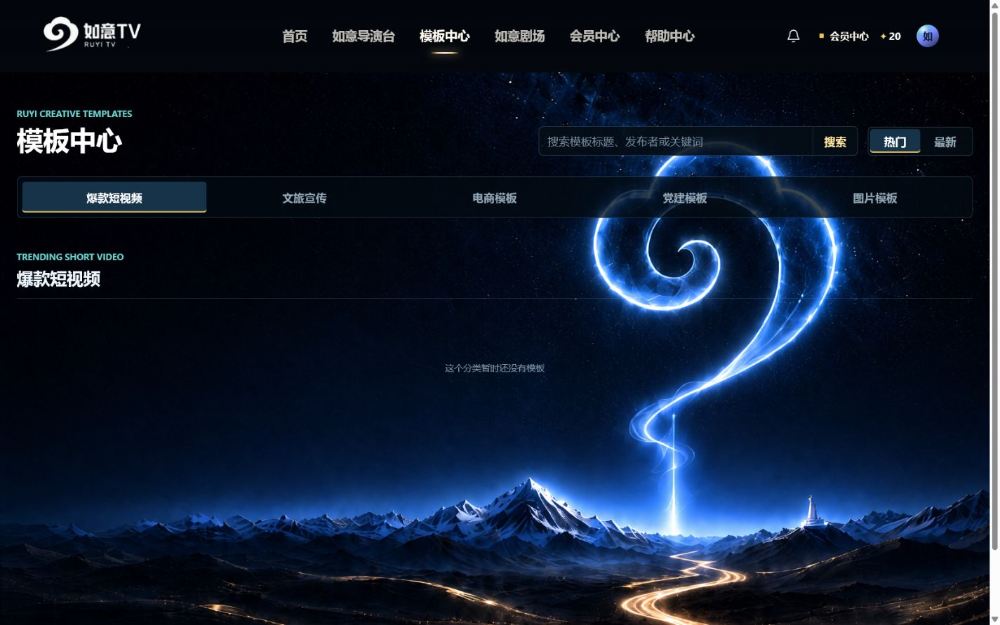 如意TV
RUYI TV
首页
如意导演台
模板中心
如意剧场
会员中心
帮助中心
会员中心
20
如
RUYI CREATIVE TEMPLATES
模板中心
搜索模板标题、发布者或关键词
搜索
热门
最新
爆款短视频
文旅宣传
电商模板
党建模板
图片模板
TRENDING SHORT VIDEO
爆款短视频
这个分类暂时还没有模板